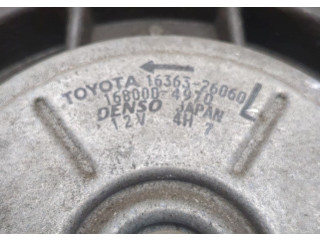 TOYOTA 16363-26060 L
168000-4970
DENSO JAPAN
12V 4H 7